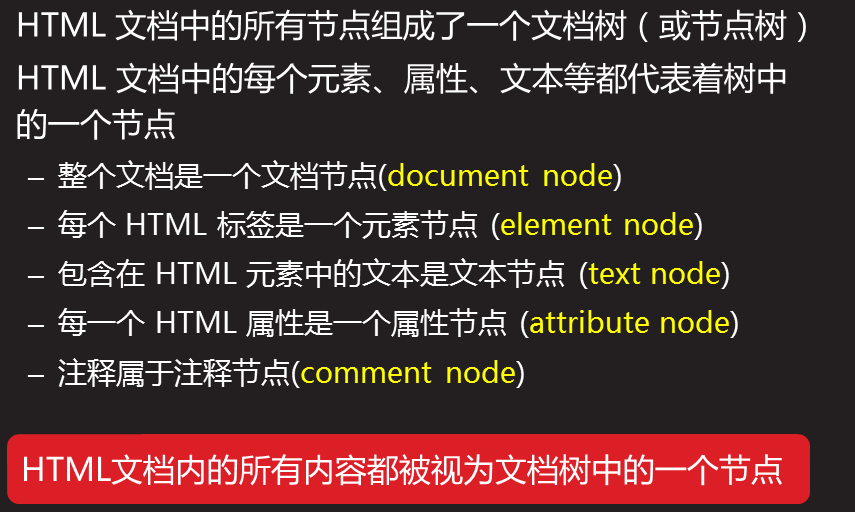 HTML 文档中的所有节点组成了一个文档树（或节点树）
HTML 文档中的每个元素、属性、文本等都代表着树中
的一个节点
– 整个文档是一个文档节点(document node)
– 每个 HTML 标签是一个元素节点 (element node)
– 包含在 HTML 元素中的文本是文本节点 (text node)
– 每一个 HTML 属性是一个属性节点 (attribute node)
– 注释属于注释节点(comment node)
HTML文档内的所有内容都被视为文档树中的一个节点